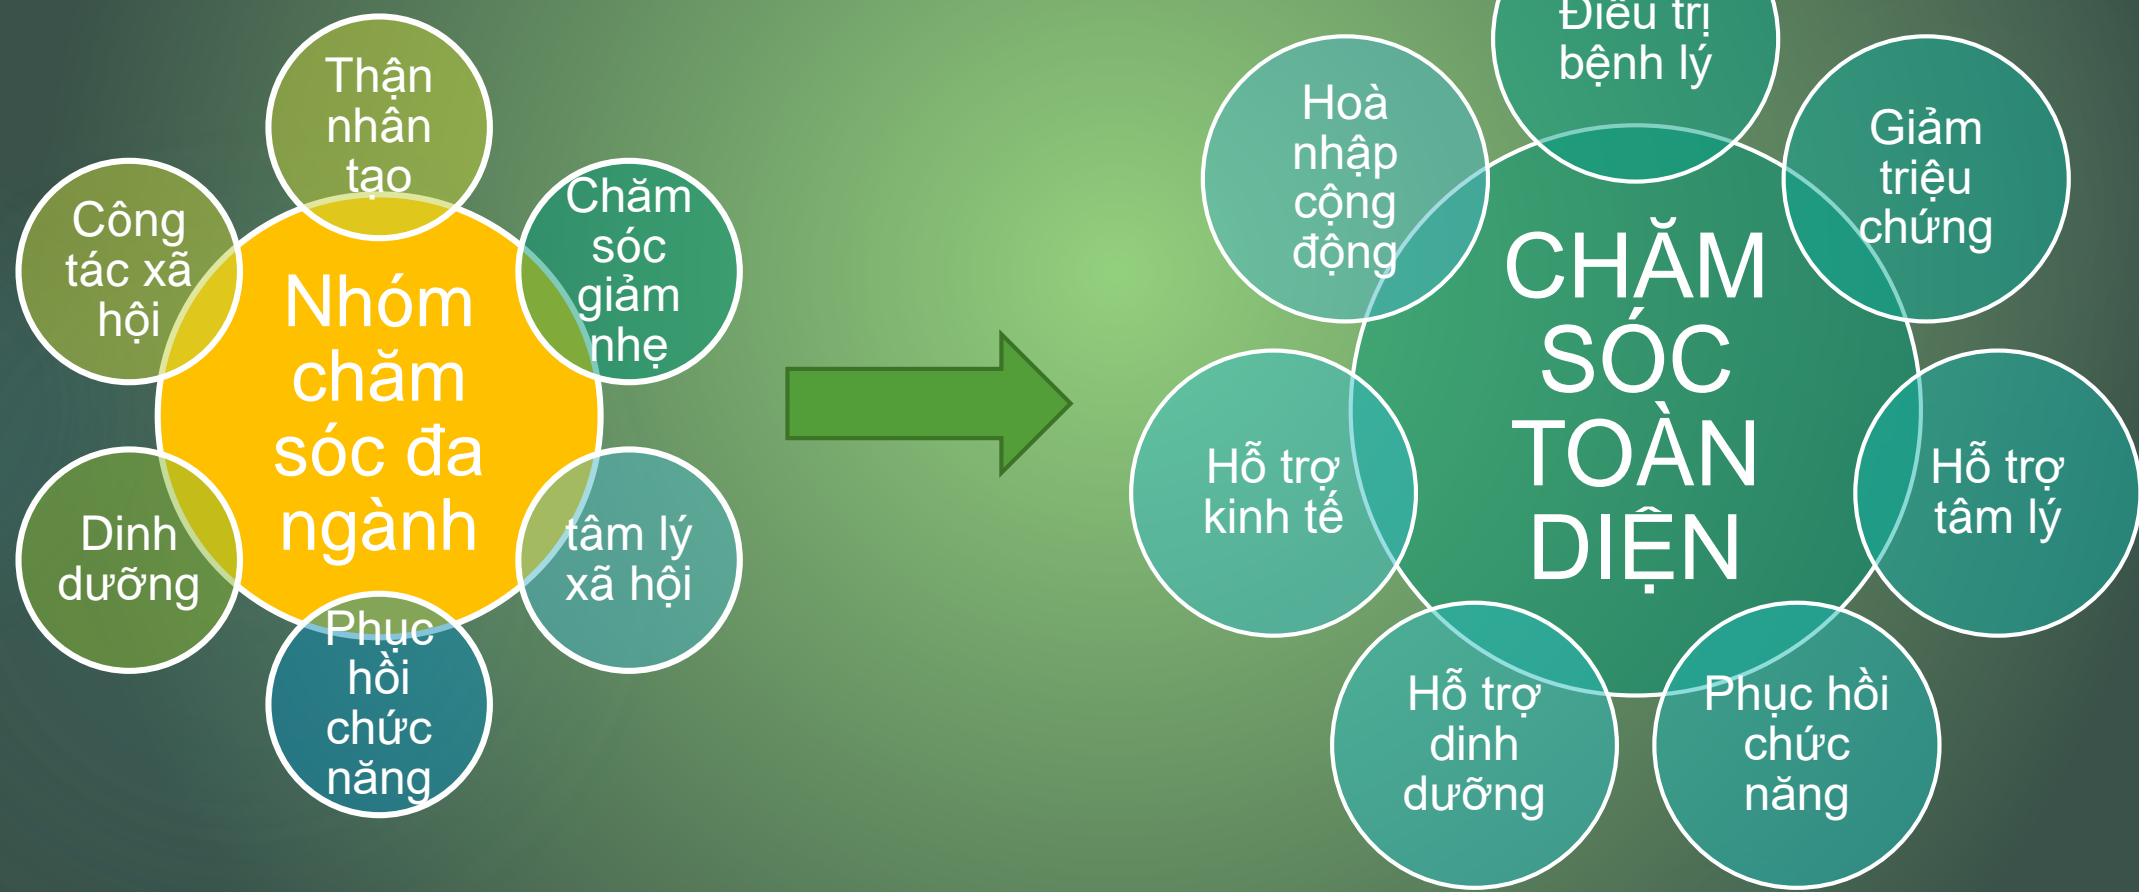 Thận
nhân
tạo
Chăm
sóc
giảm
nhẹ
tâm lý
xã hội
Phục
hồi
chức
năng
Dinh
dưỡng
Công
tác xã
hội
Nhóm
chăm
sóc đa
ngành
Điều trị
bệnh lý
Giảm
triệu
chứng
Hỗ trợ
tâm lý
Phục hồi
chức
năng
Hỗ trợ
dinh
dưỡng
Hỗ trợ
kinh tế
Hoà
nhập
cộng
động
CHĂM
SÓC
TOÀN
DIỆN